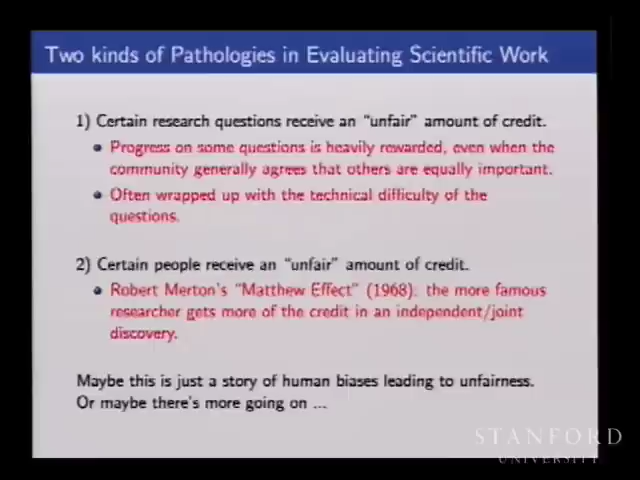 Two kinds of Pathologies in Evaluating Scientific Work
1) Certain research questions receive an "unfair" amount of credit.
Progress on some questions is heavily rewarded, even when the
community generally agrees that others are equally important.
Often wrapped up with the technical difficulty of the
questions.
2) Certain people receive an "unfair" amount of credit.
Robert Merton's "Matthew Effect" (1968): the more famous
researcher gets more of the credit in an independent/joint
discovery.
Maybe this is just a story of human biases leading to unfairness.
Or maybe there's more going on ...
STANFORD
UNIVERSITY